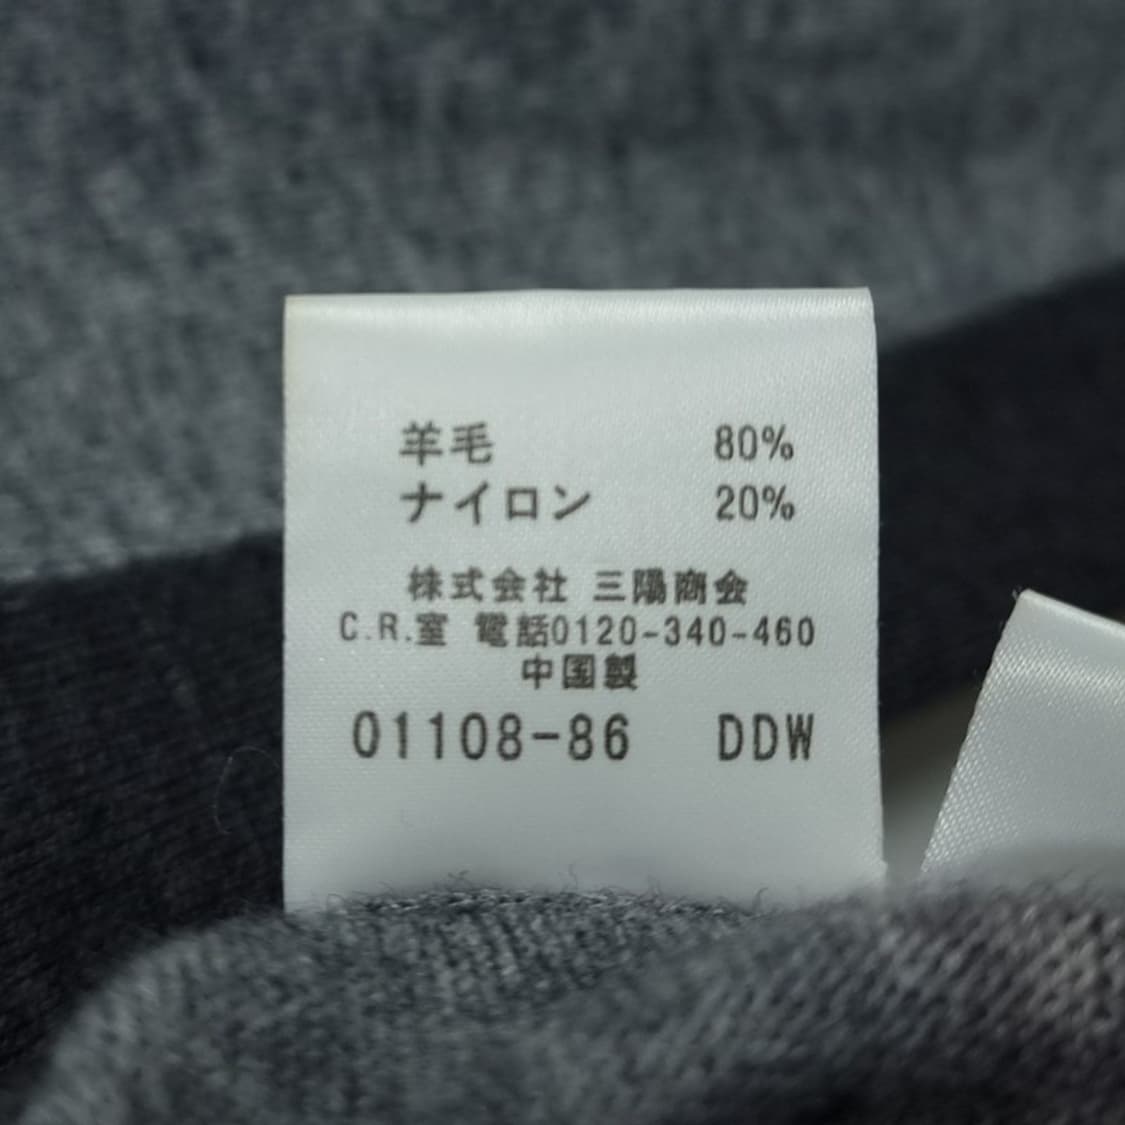 羊毛 80%
ナイロン 20%
株式会社 三陽商会
C.R.室 電話0120-340-460
中国製
01108-86 DDW